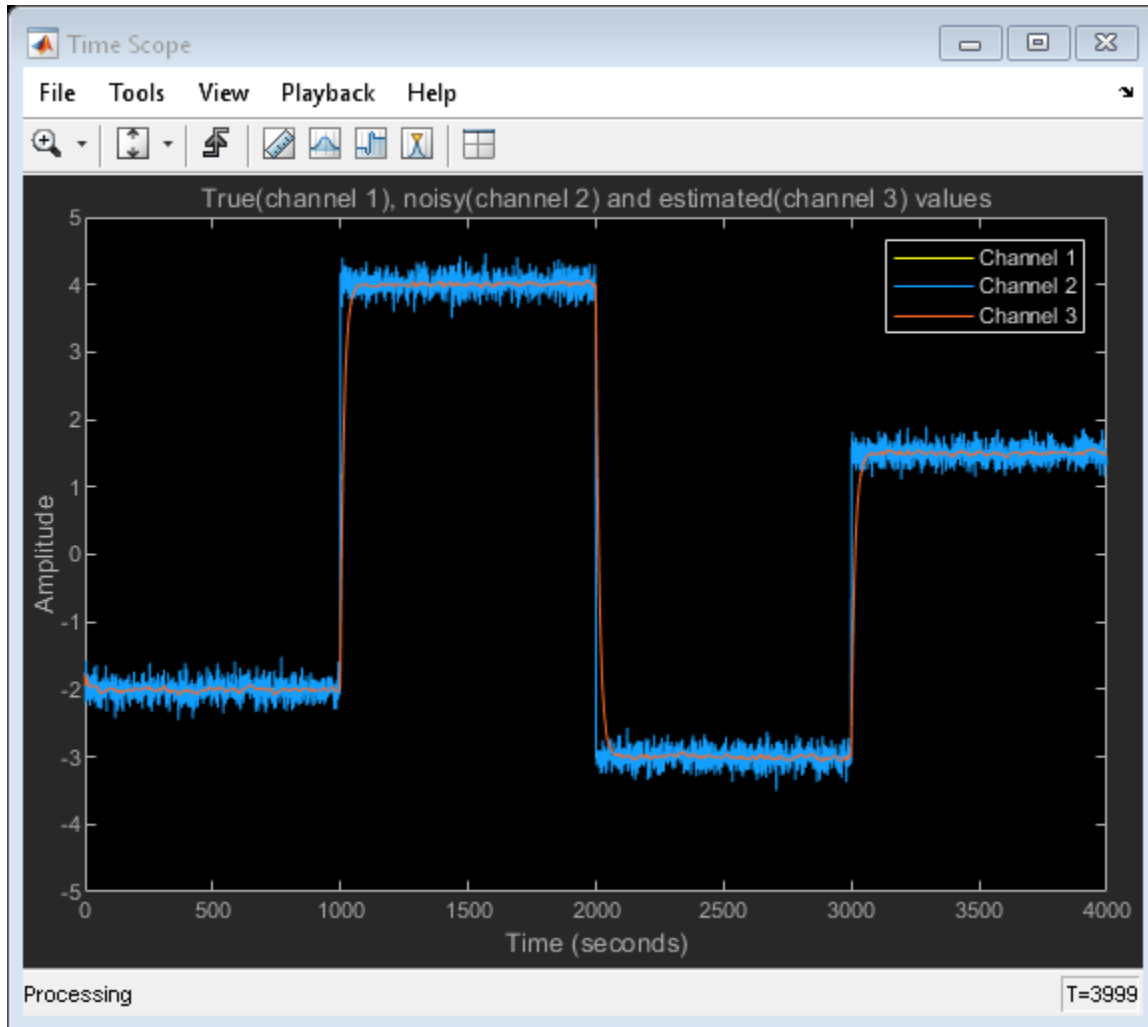 Time Scope
File Tools View Playback Help
True(channel 1), noisy(channel 2) and estimated(channel 3) values
Channel 1
Channel 2
Channel 3
5
4
3
2
1
0
-1
-2
-3
-4
-5
Amplitude
0 500 1000 1500 2000 2500 3000 3500 4000
Time (seconds)
Processing T=3999